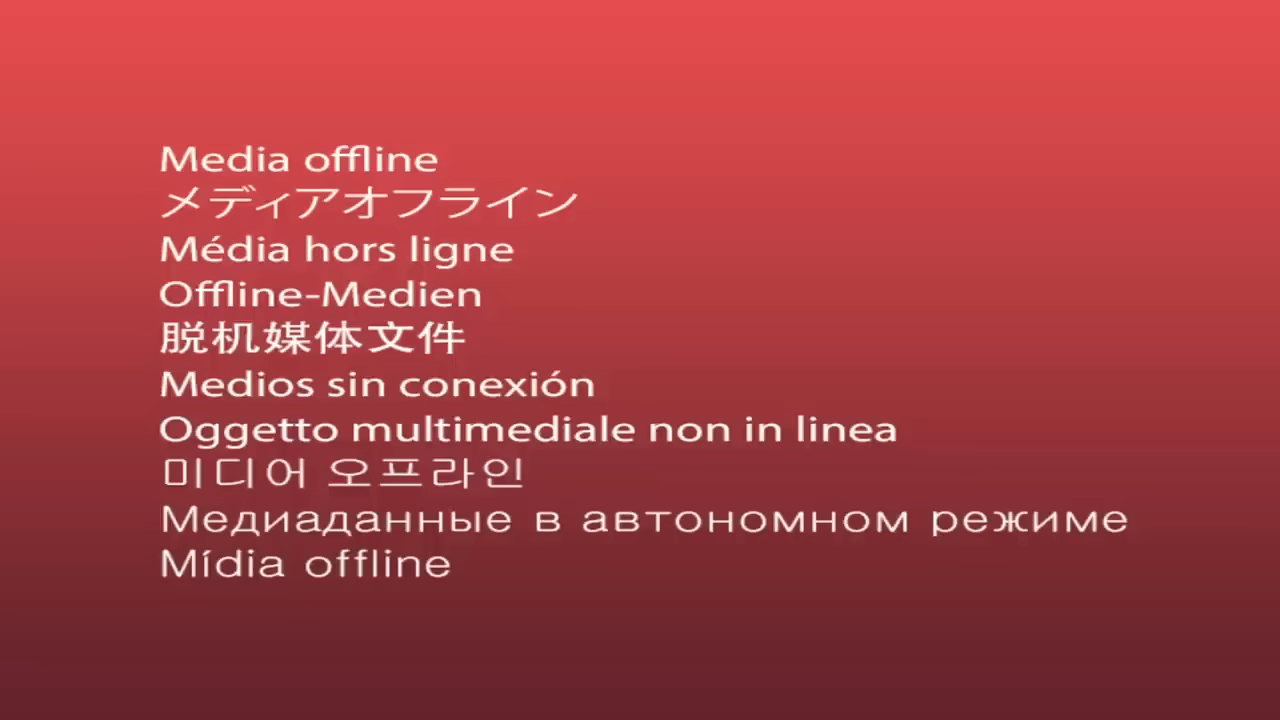 Media offline
メディアオフライン
Média hors ligne
Offline-Medien
脱机媒体文件
Medios sin conexión
Oggetto multimediale non in linea
미디어 오프라인
Медиаданные в автономном режиме
Mídia offline